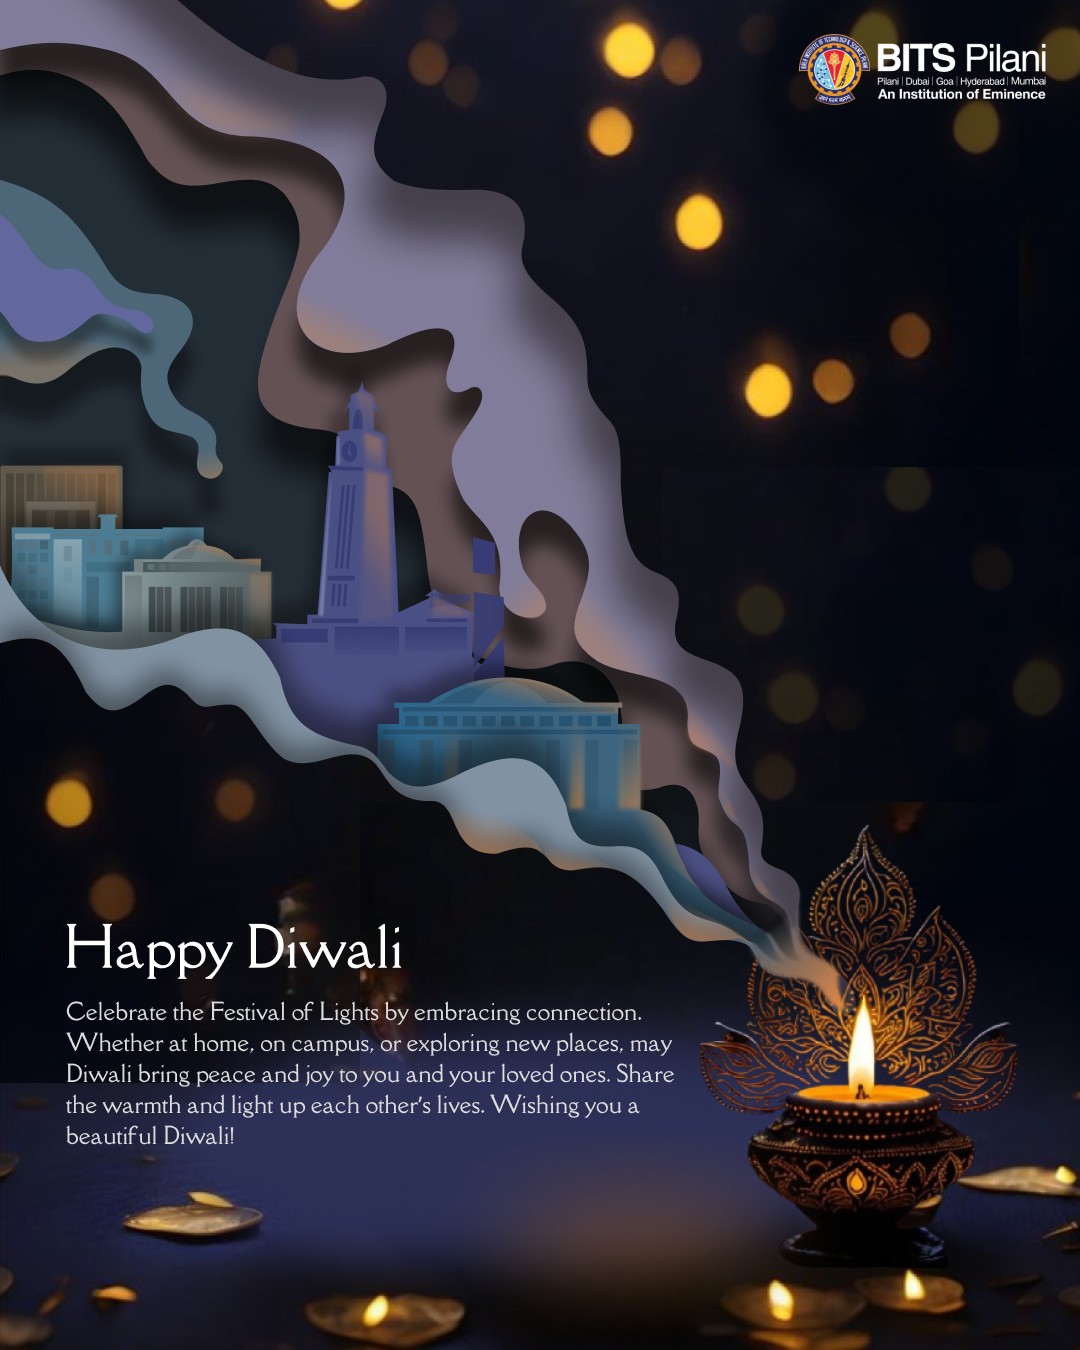 BITS Pilani
Pilani | Dubai | Goa | Hyderabad | Mumbai
An Institution of Eminence
Happy Diwali
Celebrate the Festival of Lights by embracing connection.
Whether at home, on campus, or exploring new places, may
Diwali bring peace and joy to you and your loved ones. Share
the warmth and light up each other's lives. Wishing you a
beautiful Diwali!